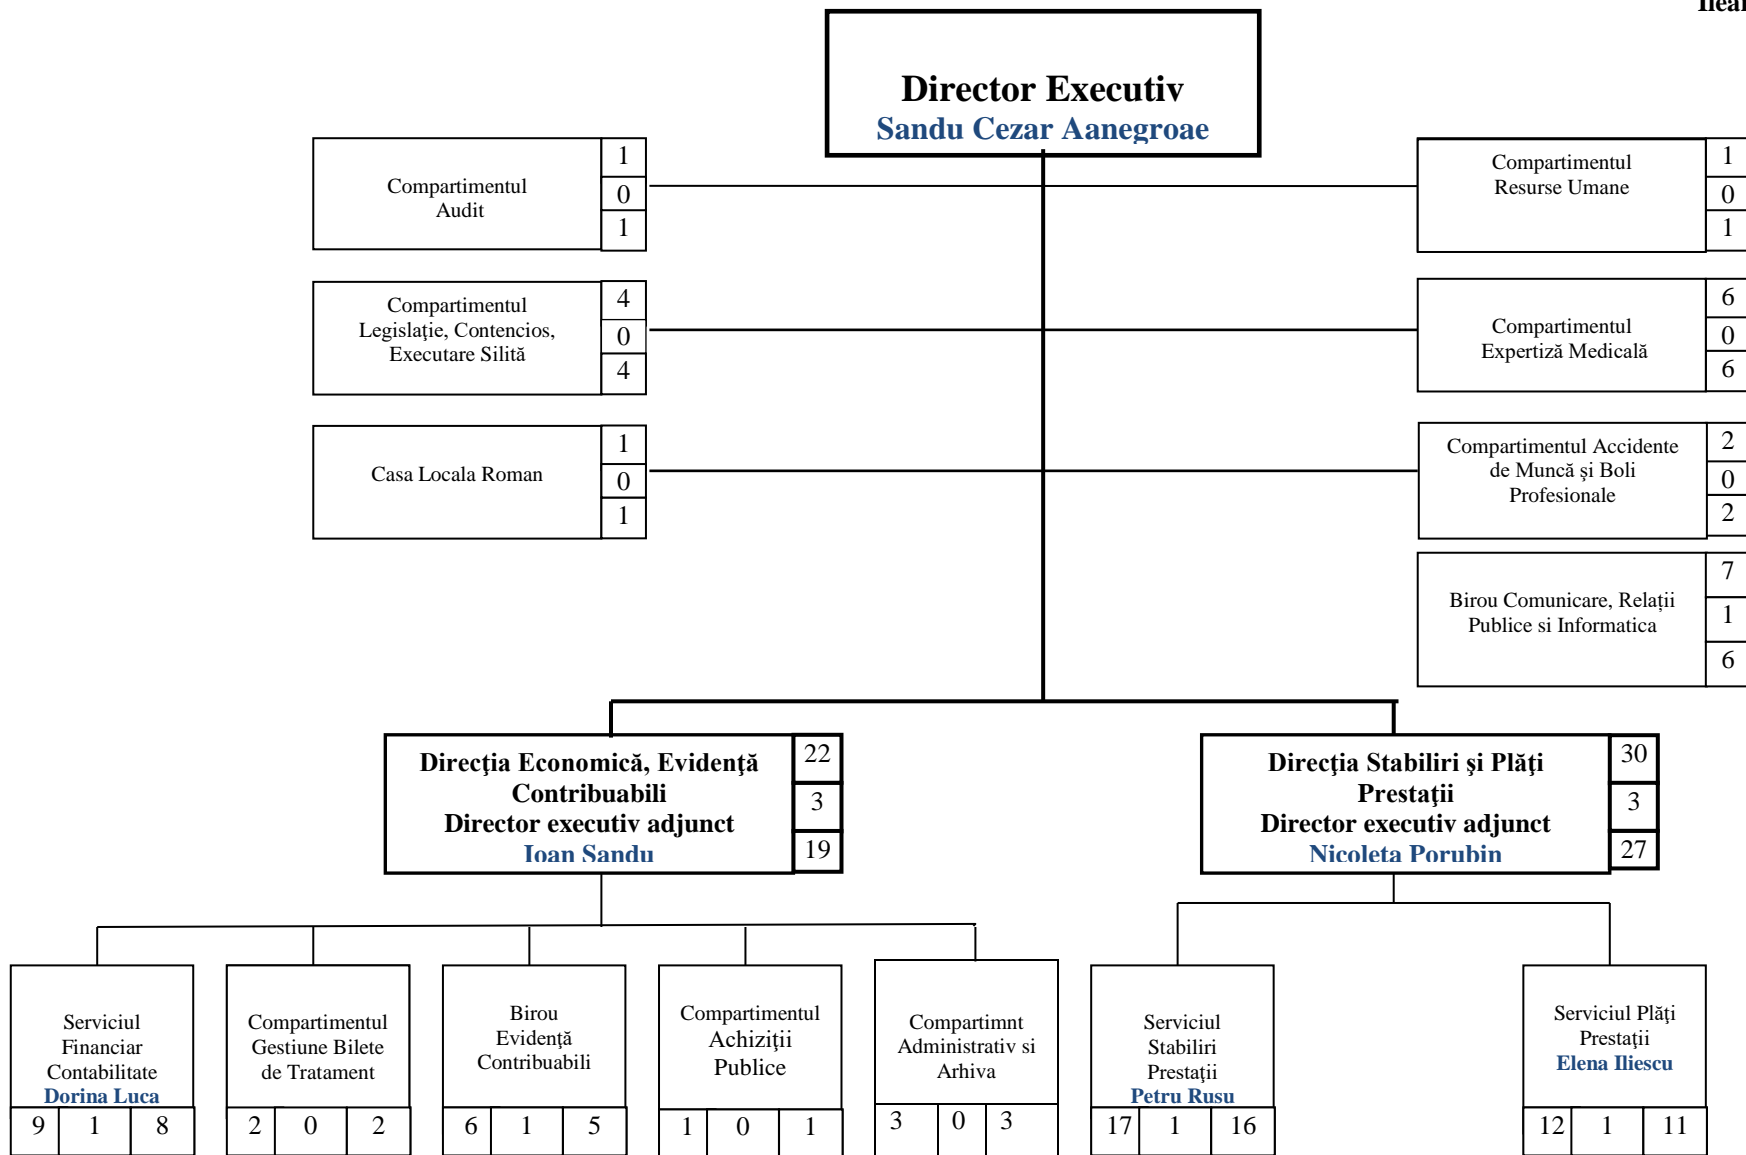 Director Executiv
Sandu Cezar Aanegroae
Compartimentul
Audit
1
0
1
Compartimentul
Resurse Umane
1
0
1
Compartimentul
Legislaţie, Contencios,
Executare Silită
4
0
4
Compartimentul
Expertiză Medicală
6
0
6
Casa Locala Roman
1
0
1
Compartimentul Accidente
de Muncă şi Boli
Profesionale
2
0
2
Birou Comunicare, Relații
Publice si Informatica
7
1
6
Direcţia Economică, Evidenţă
Contribuabili
Director executiv adjunct
Ioan Sandu
22
3
19
Direcţia Stabiliri şi Plăţi
Prestaţii
Director executiv adjunct
Nicoleta Porubin
30
3
27
Serviciul
Financiar
Contabilitate
Dorina Luca
9 1 8
Compartimentul
Gestiune Bilete
de Tratament
2 0 2
Birou
Evidenţă
Contribuabili
6 1 5
Compartimentul
Achiziţii
Publice
1 0 1
Compartimnt
Administrativ si
Arhiva
3 0 3
Serviciul
Stabiliri
Prestaţii
Petru Rusu
17 1 16
Serviciul Plăţi
Prestaţii
Elena Iliescu
12 1 11